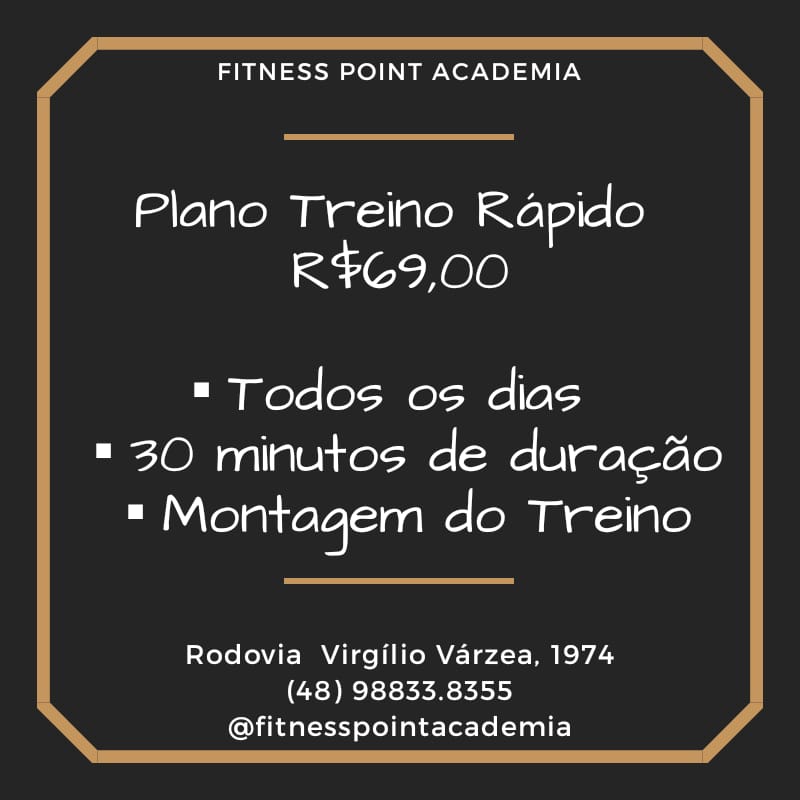 FITNESS POINT ACADEMIA
Plano Treino Rápido
R$69,00
▪ Todos os dias
▪ 30 minutos de duração
▪ Montagem do Treino
Rodovia Virgílio Várzea, 1974
(48) 98833.8355
@fitnesspointacademia